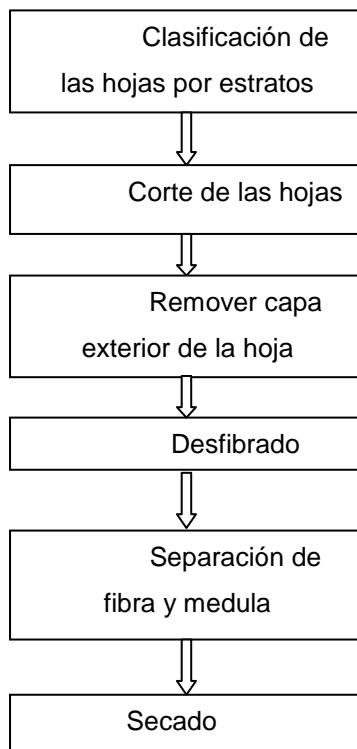 Clasificación de
las hojas por estratos
Corte de las hojas
Remover capa
exterior de la hoja
Desfibrado
Separación de
fibra y medula
Secado